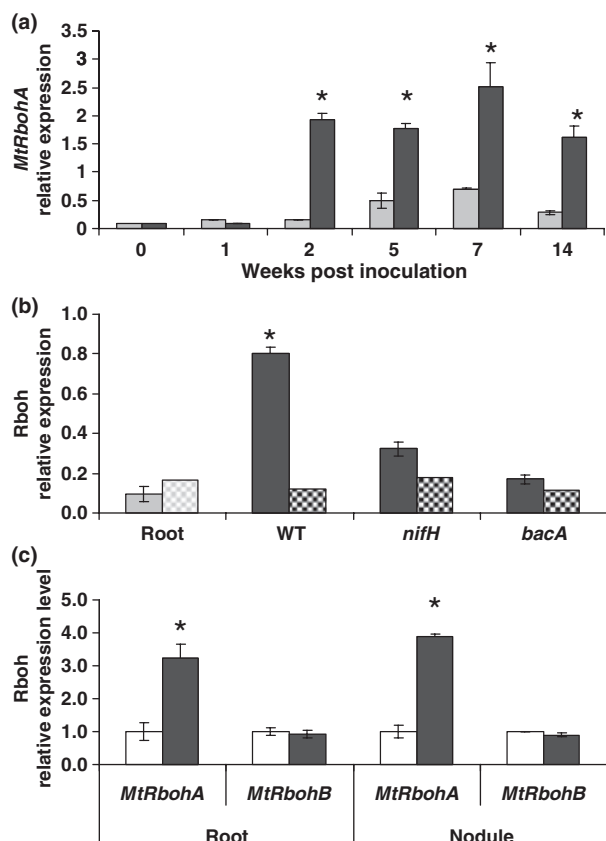 (a)
MtRbohA
relative expression
3.5
3
2.5
2
1.5
1
0.5
0
*
*
*
*
0 1 2 5 7 14
Weeks post inoculation
(b)
Rboh
relative expression
1.0
0.8
0.6
0.4
0.2
0.0
*
Root WT nifH bacA
(c)
Rboh
relative expression level
5.0
4.0
3.0
2.0
1.0
0.0
*
*
MtRbohA MtRbohB MtRbohA MtRbohB
Root Nodule